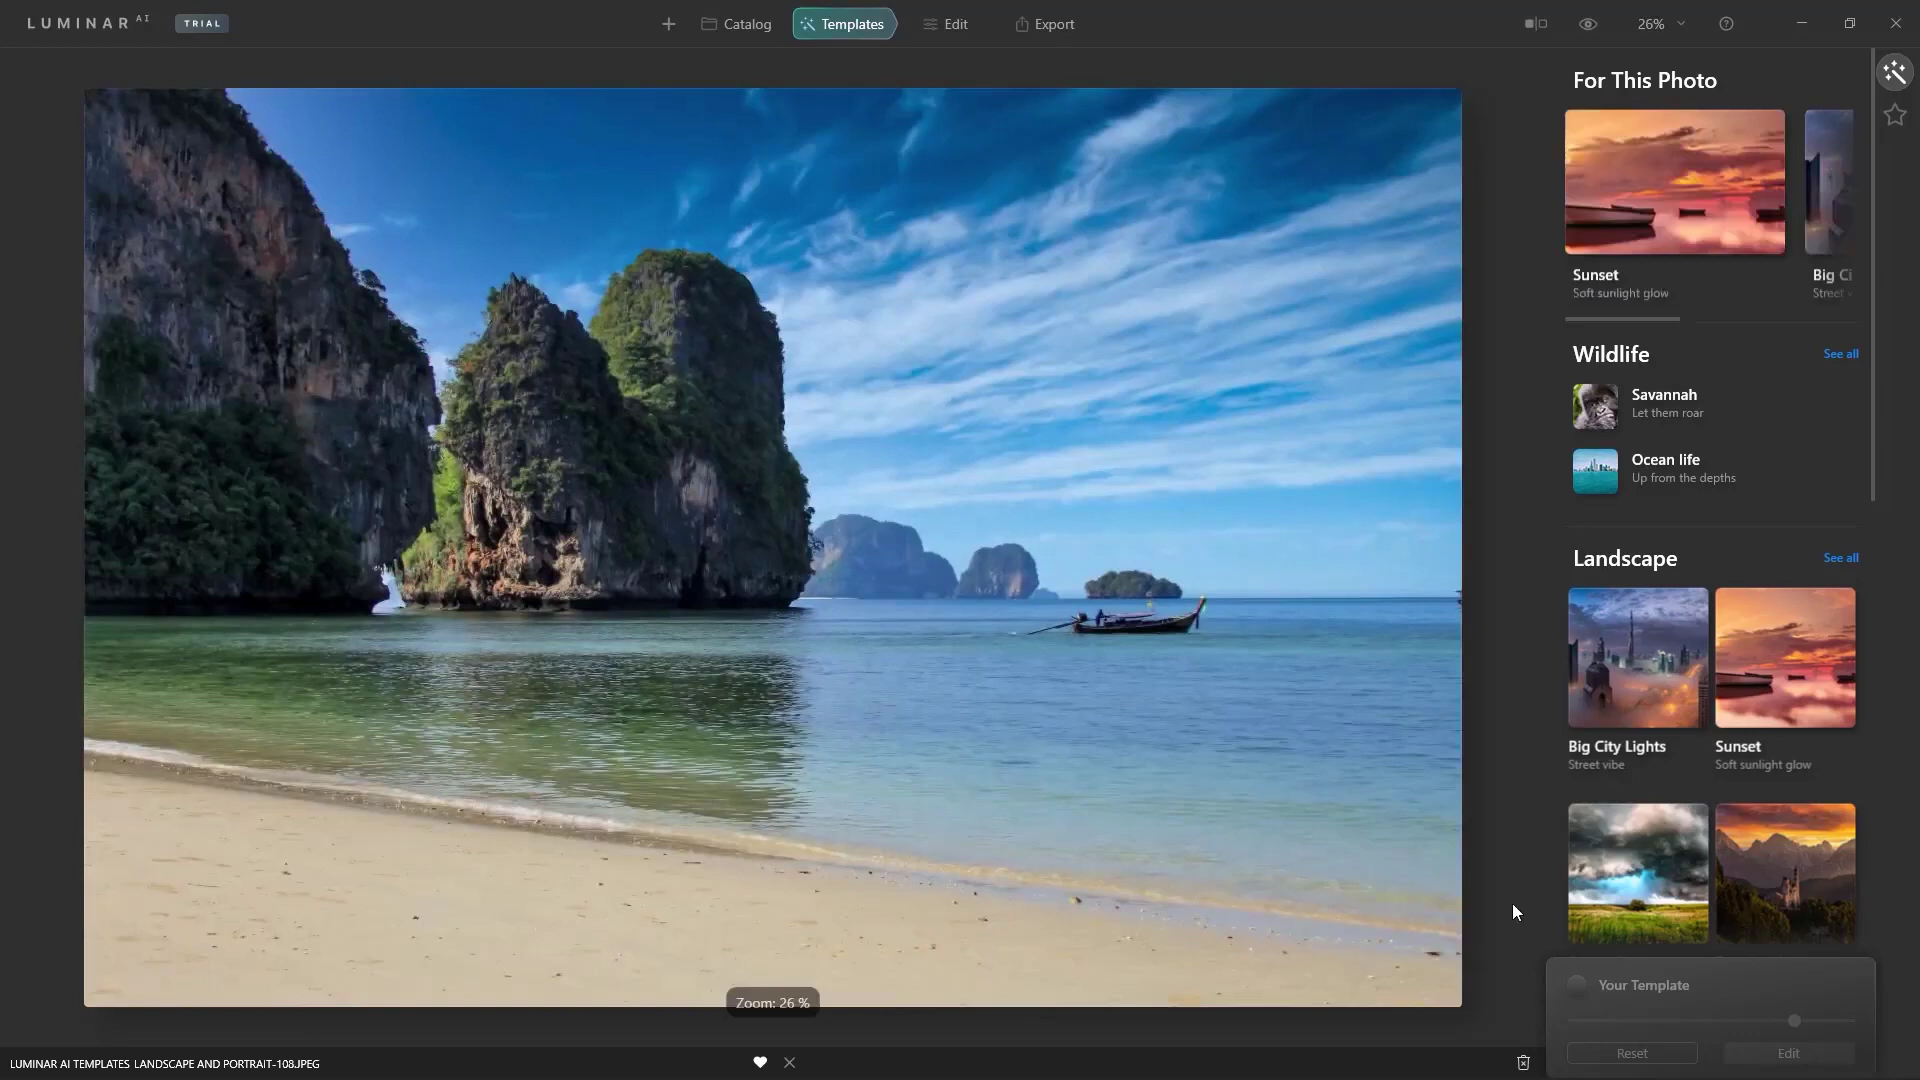 LUMINAR AI
TRIAL
Catalog
Templates
Edit
Export
26%
For This Photo
Sunset
Soft sunlight glow
Big Ci
Street
Wildlife
See all
Savannah
Let them roar
Ocean life
Up from the depths
Landscape
See all
Big City Lights
Street vibe
Sunset
Soft sunlight glow
Your Template
Reset
Edit
Zoom: 26 %
LUMINAR AI TEMPLATES LANDSCAPE AND PORTRAIT-108.JPEG